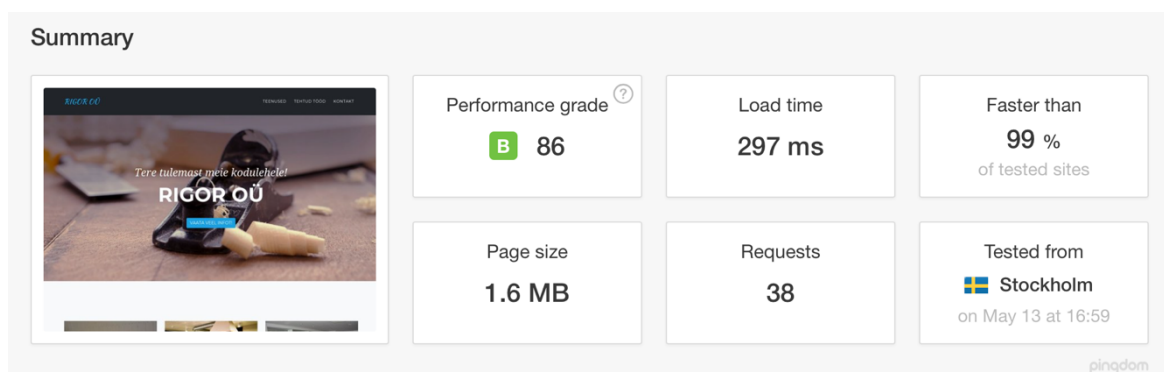 Summary
RIGOR OÜ
TEENUSED TEHTUD TÖÖD KONTAKT
Tere tulemast meie kodulehele!
RIGOR OÜ
Performance grade ?
B 86
Load time
297 ms
Faster than
99 %
of tested sites
Page size
1.6 MB
Requests
38
Tested from
Stockholm
on May 13 at 16:59
pingdom